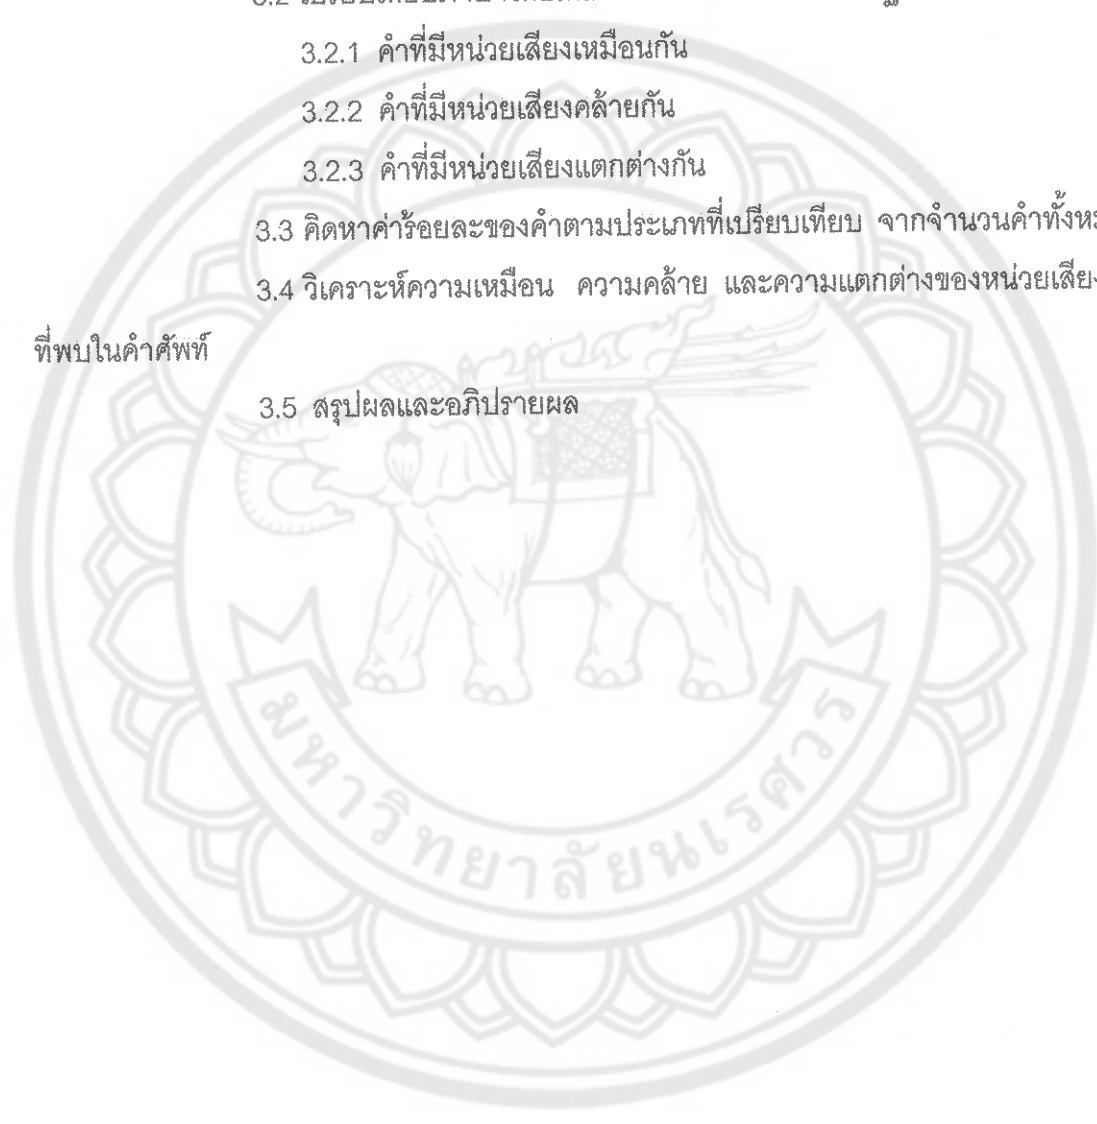 3.2.1 คำที่มีหน่วยเสียงเหมือนกัน
3.2.2 คำที่มีหน่วยเสียงคล้ายกัน
3.2.3 คำที่มีหน่วยเสียงแตกต่างกัน
3.3 คิดหาค่าร้อยละของคำตามประเภทที่เปรียบเทียบ จากจำนวนคำทั้งห
3.4 วิเคราะห์ความเหมือน ความคล้าย และความแตกต่างของหน่วยเสีย
ที่พบในคำศัพท์
3.5 สรุปผลและอภิปรายผล
มหาวิทยาลัยนเรศวร